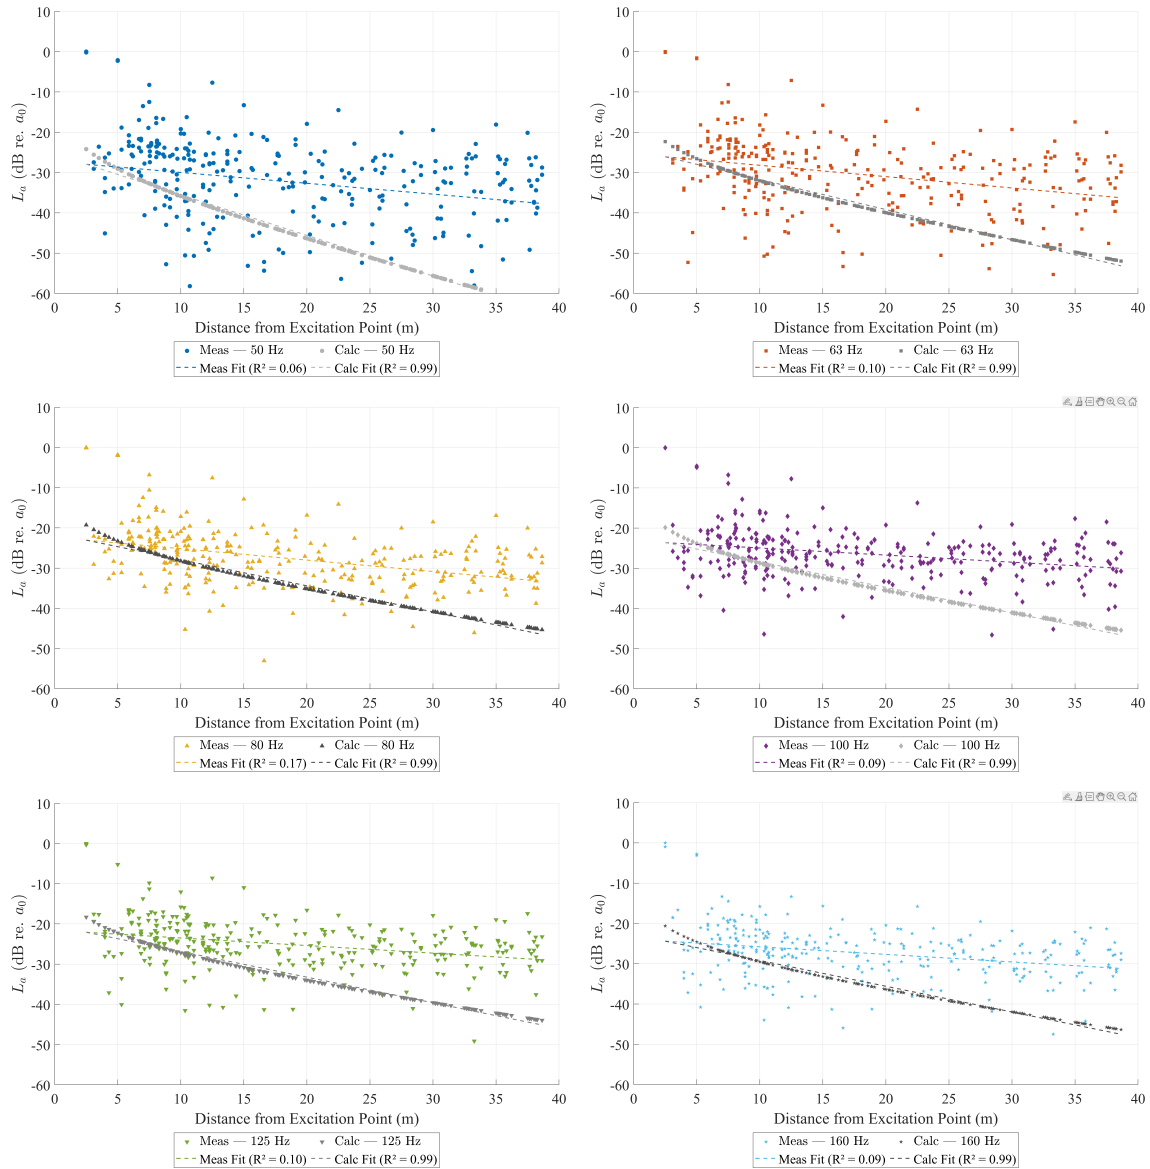 10
0
-10
-20
-30
-40
-50
-60
0 5 10 15 20 25 30 35 40
L_a (dB re. a_0)
Distance from Excitation Point (m)
Meas — 50 Hz Calc — 50 Hz
Meas Fit (R² = 0.06) Calc Fit (R² = 0.99)
10
0
-10
-20
-30
-40
-50
-60
0 5 10 15 20 25 30 35 40
L_a (dB re. a_0)
Distance from Excitation Point (m)
Meas — 63 Hz Calc — 63 Hz
Meas Fit (R² = 0.10) Calc Fit (R² = 0.99)
10
0
-10
-20
-30
-40
-50
-60
0 5 10 15 20 25 30 35 40
L_a (dB re. a_0)
Distance from Excitation Point (m)
Meas — 80 Hz Calc — 80 Hz
Meas Fit (R² = 0.17) Calc Fit (R² = 0.99)
10
0
-10
-20
-30
-40
-50
-60
0 5 10 15 20 25 30 35 40
L_a (dB re. a_0)
Distance from Excitation Point (m)
Meas — 100 Hz Calc — 100 Hz
Meas Fit (R² = 0.09) Calc Fit (R² = 0.99)
10
0
-10
-20
-30
-40
-50
-60
0 5 10 15 20 25 30 35 40
L_a (dB re. a_0)
Distance from Excitation Point (m)
Meas — 125 Hz Calc — 125 Hz
Meas Fit (R² = 0.10) Calc Fit (R² = 0.99)
10
0
-10
-20
-30
-40
-50
-60
0 5 10 15 20 25 30 35 40
L_a (dB re. a_0)
Distance from Excitation Point (m)
Meas — 160 Hz Calc — 160 Hz
Meas Fit (R² = 0.09) Calc Fit (R² = 0.99)